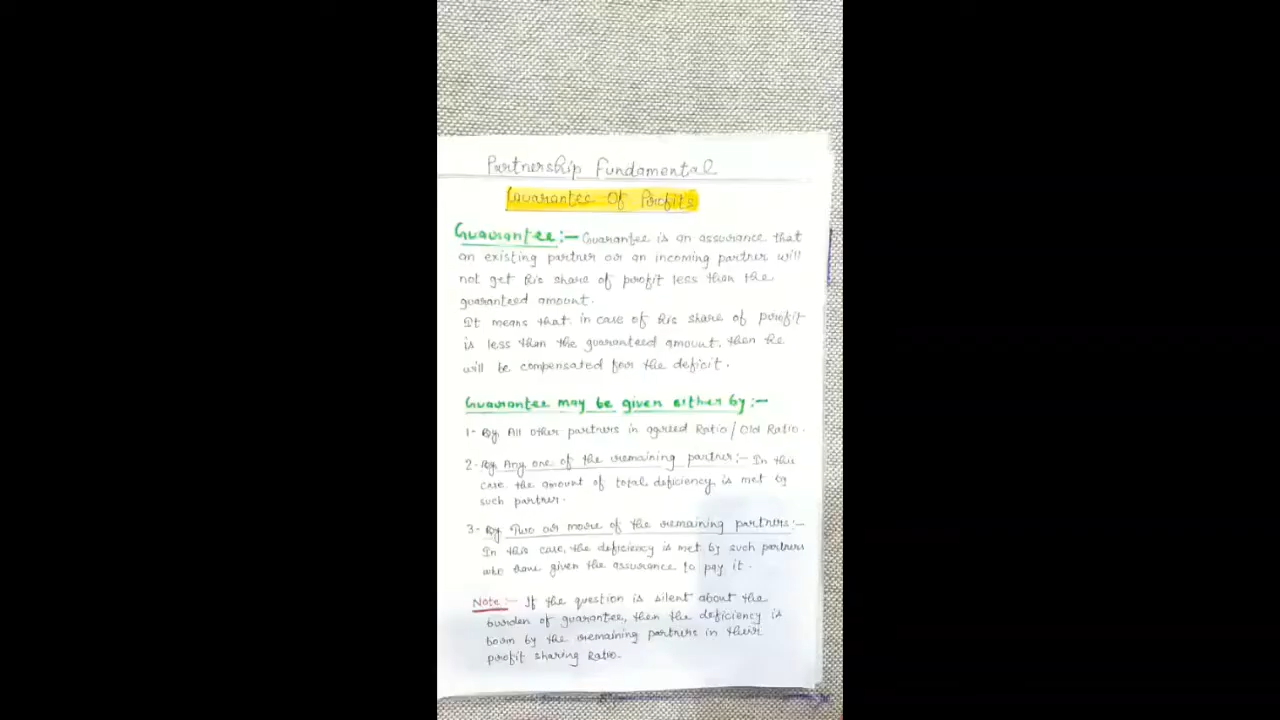 Partnership Fundamental
Guarantee Of Profits
Guarantee:- Guarantee is an assurance that
an existing partner or an incoming partner will
not get his share of profit less than the
guaranteed amount.
It means that in case of his share of profit
is less than the guaranteed amount, then he
will be compensated for the deficit.
Guarantee may be given either by:-
1- By All other partners in agreed Ratio/Old Ratio.
2- By Any one of the remaining partner:- In this
case, the amount of total deficiency is met by
such partner.
3- By Two or more of the remaining partners:-
In this case, the deficiency is met by such partners
who have given the assurance to pay it.
Note:- If the question is silent about the
burden of guarantee, then the deficiency is
born by the remaining partners in their
profit sharing Ratio.